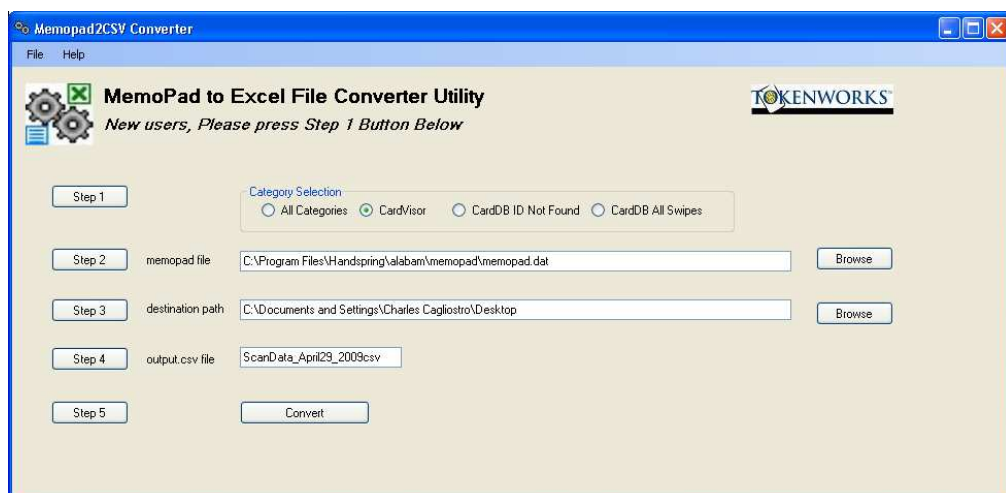 Memopad2CSV Converter
File Help
MemoPad to Excel File Converter Utility
New users, Please press Step 1 Button Below
TOKENWORKS
Step 1
Category Selection
All Categories CardVisor CardDB ID Not Found CardDB All Swipes
Step 2 memopad file C:\Program Files\Handspring\alabam\memopad\memopad.dat Browse
Step 3 destination path C:\Documents and Settings\Charles Cagliostro\Desktop Browse
Step 4 output.csv file ScanData_April29_2009csv
Step 5 Convert